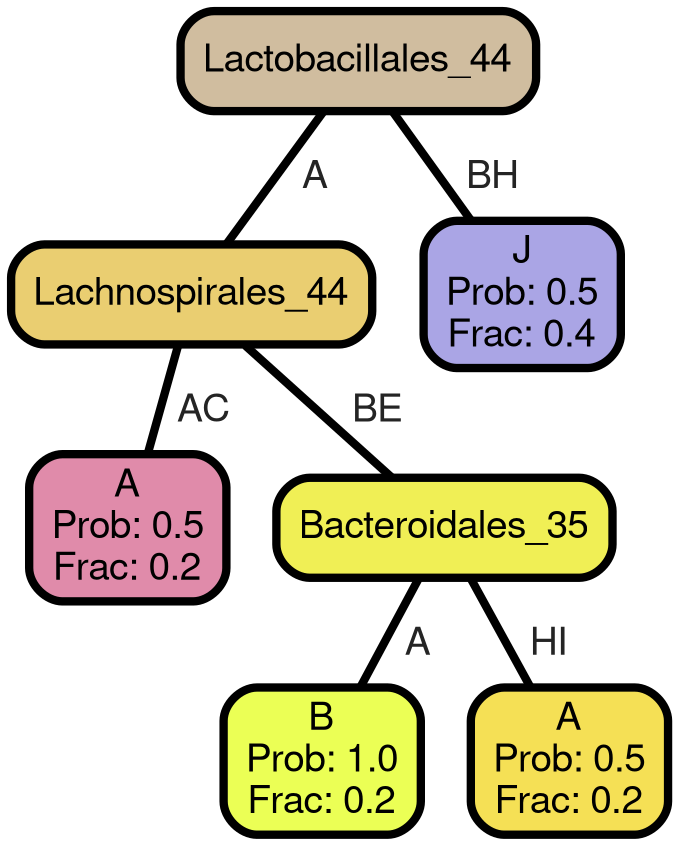 Lactobacillales_44
A
BH
J
Prob: 0.5
Frac: 0.4
Lachnospirales_44
AC
BE
A
Prob: 0.5
Frac: 0.2
Bacteroidales_35
A
HI
B
Prob: 1.0
Frac: 0.2
A
Prob: 0.5
Frac: 0.2